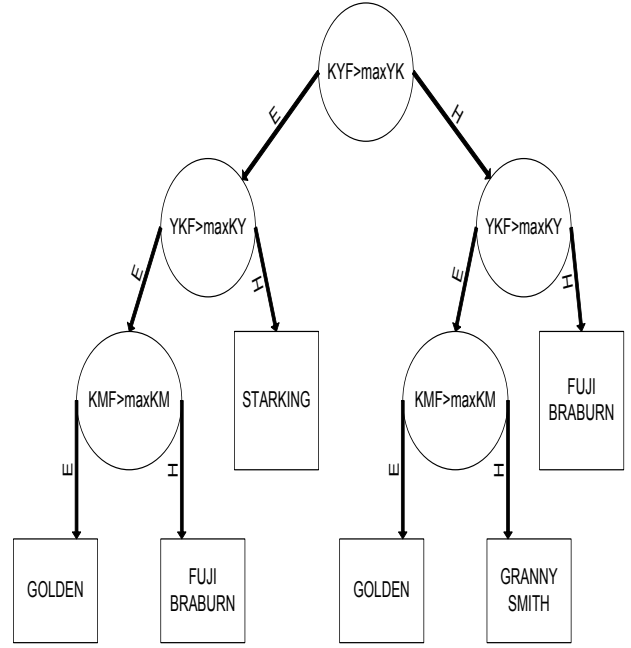 KYF>maxYK
E
H
YKF>maxKY
YKF>maxKY
E
H
E
H
KMF>maxKM
STARKING
KMF>maxKM
FUJI
BRABURN
E
H
E
H
GOLDEN
FUJI
BRABURN
GOLDEN
GRANNY
SMITH